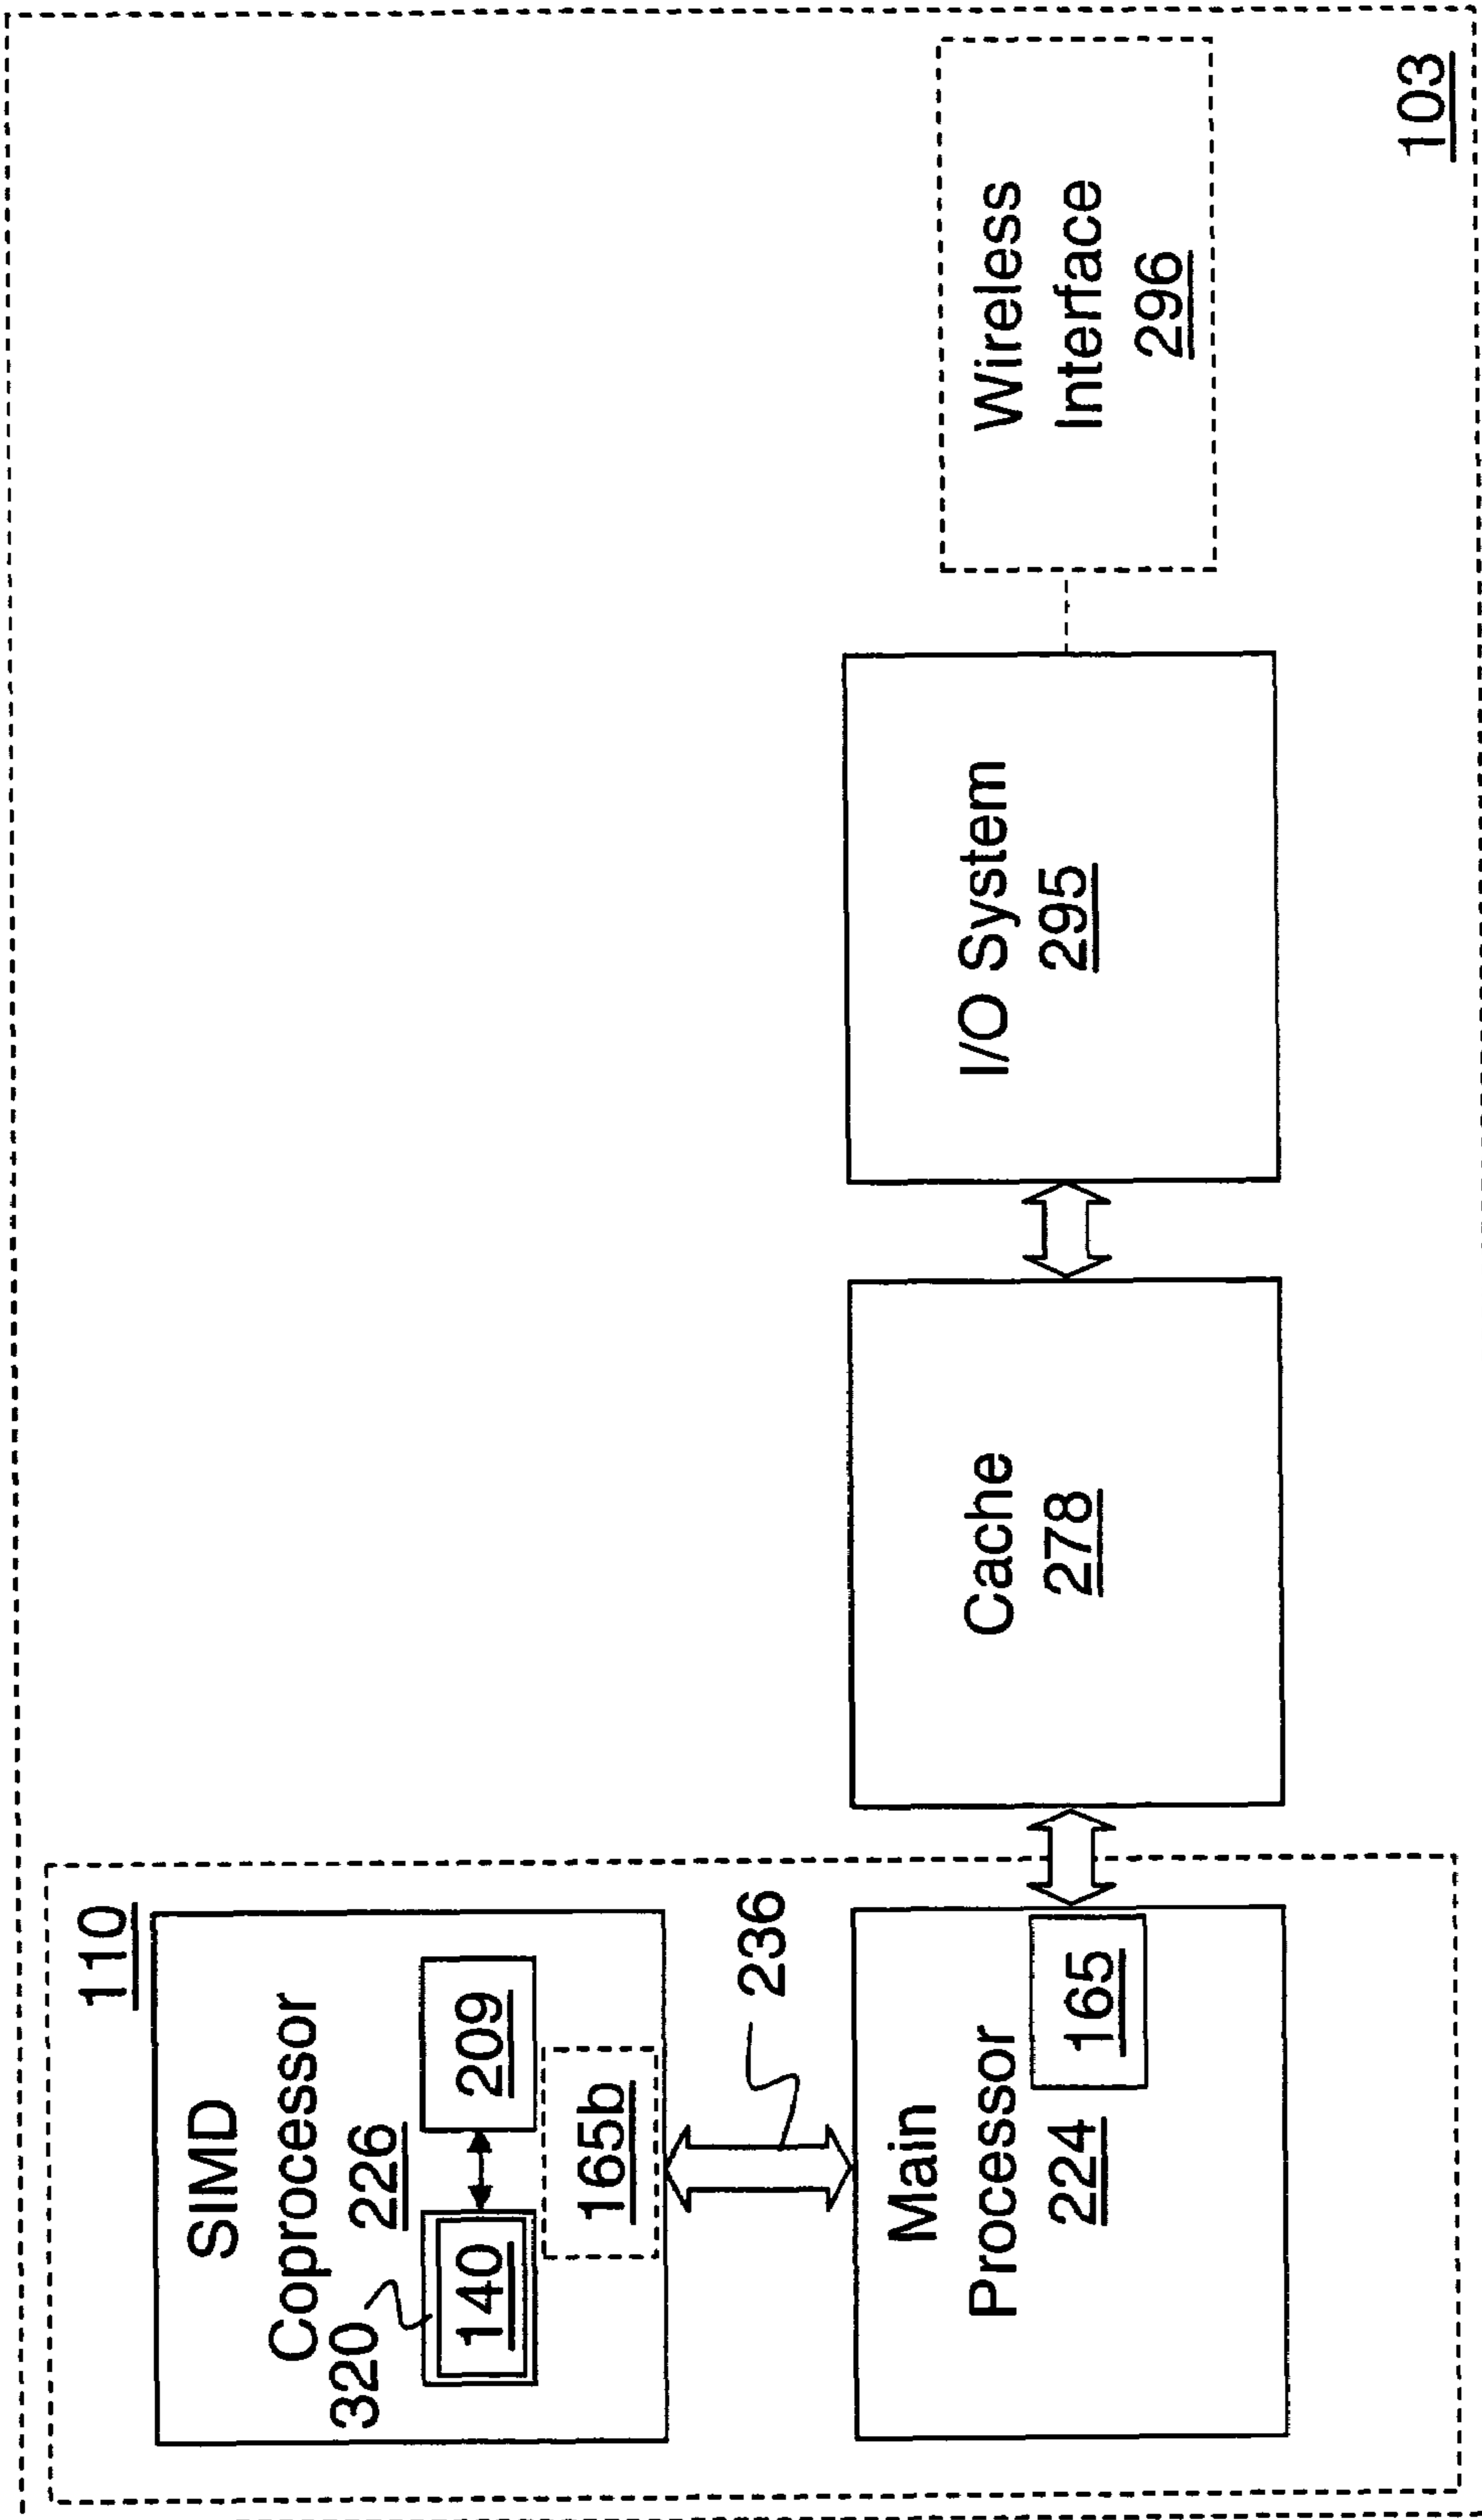 110
SIMD
Coprocessor
226
320
140
209
165b
236
Main
Processor
224
165
Cache
278
I/O System
295
Wireless
Interface
296
103